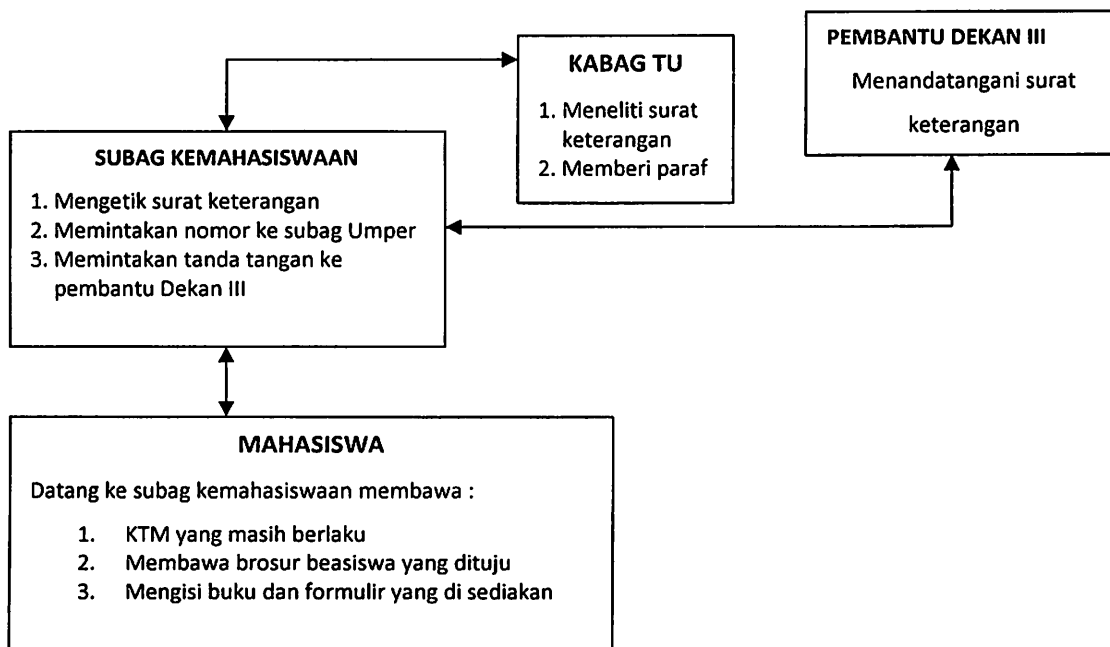 KABAG TU
1. Meneliti surat
keterangan
2. Memberi paraf
PEMBANTU DEKAN III
Menandatangani surat
keterangan
SUBAG KEMAHASISWAAN
1. Mengetik surat keterangan
2. Memintakan nomor ke subag Umper
3. Memintakan tanda tangan ke
pembantu Dekan III
MAHASISWA
Datang ke subag kemahasiswaan membawa :
1. KTM yang masih berlaku
2. Membawa brosur beasiswa yang dituju
3. Mengisi buku dan formulir yang di sediakan